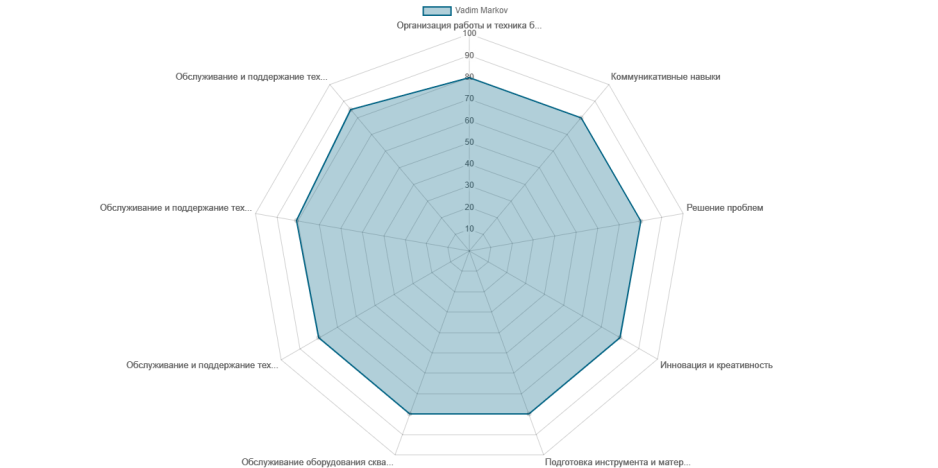 Vadim Markov
Организация работы и техника б...
100
90
80
70
60
50
40
30
20
10
Обслуживание и поддержание тех...
Коммуникативные навыки
Обслуживание и поддержание тех...
Решение проблем
Обслуживание и поддержание тех...
Инновация и креативность
Обслуживание оборудования сква...
Подготовка инструмента и матер...